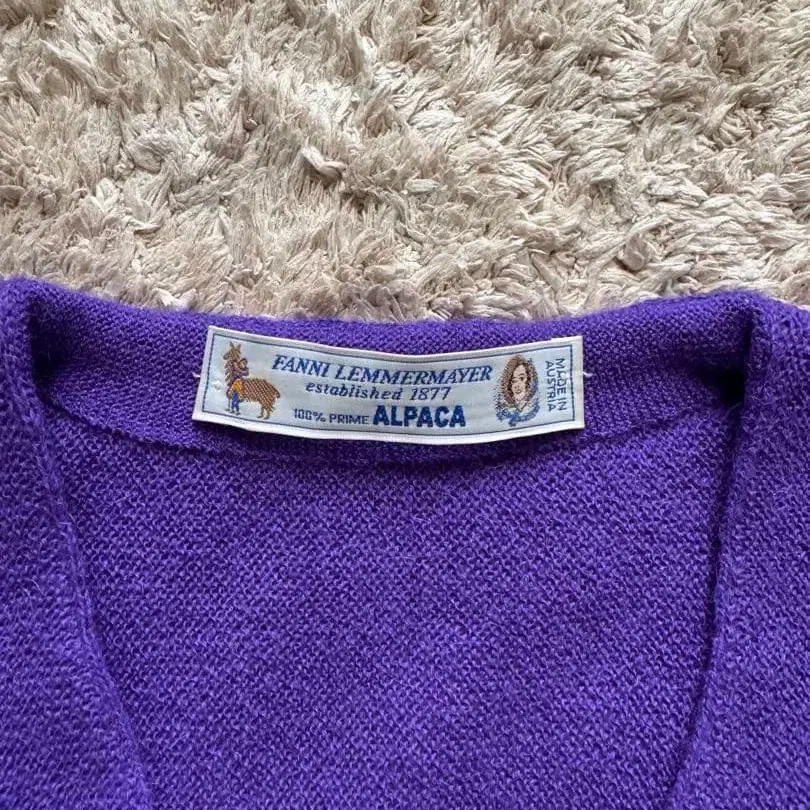 FANNI LEMMERMAYER
established 1877
100% PRIME ALPACA
MADE IN
AUSTRIA